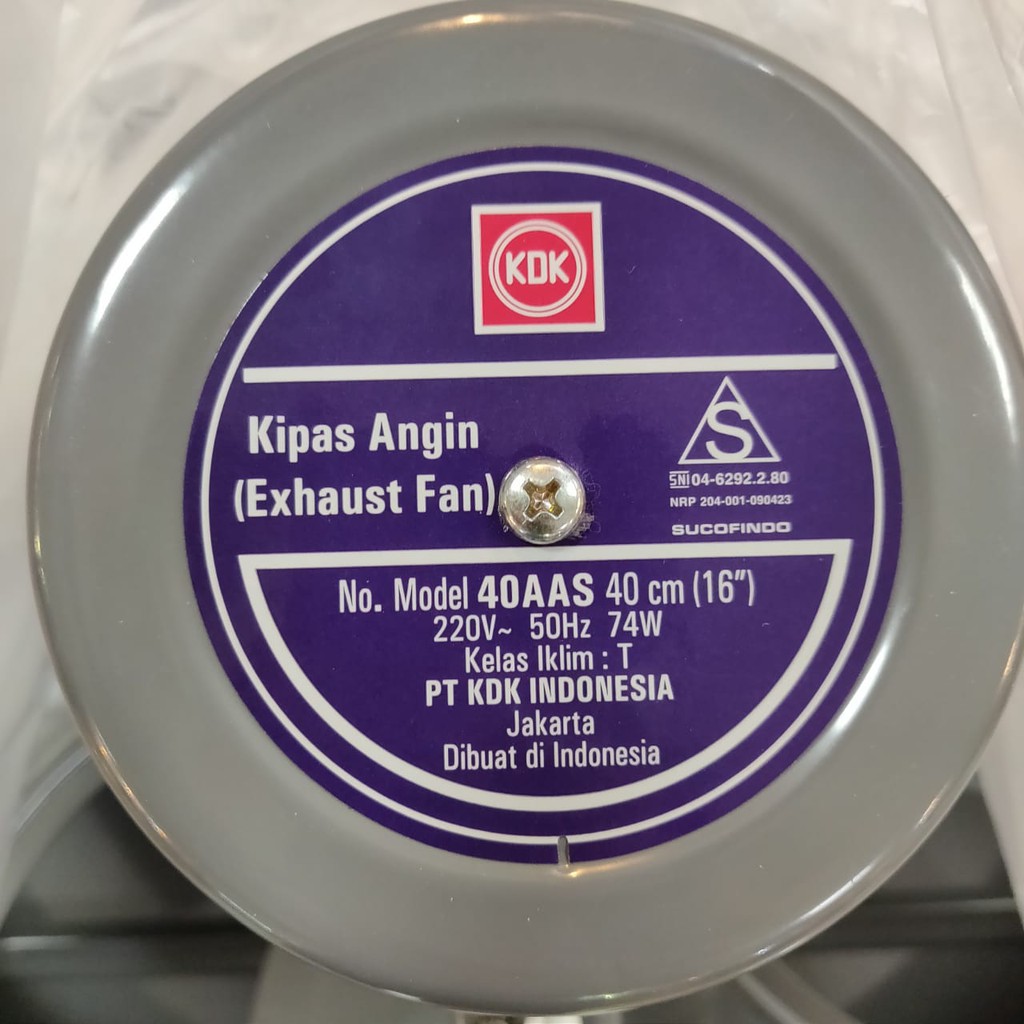 KDK
Kipas Angin
(Exhaust Fan)
S
SNI 04-6292.2.80
NRP 204-001-090423
SUCOFINDO
No. Model 40AAS 40 cm (16")
220V~ 50Hz 74W
Kelas Iklim : T
PT KDK INDONESIA
Jakarta
Dibuat di Indonesia